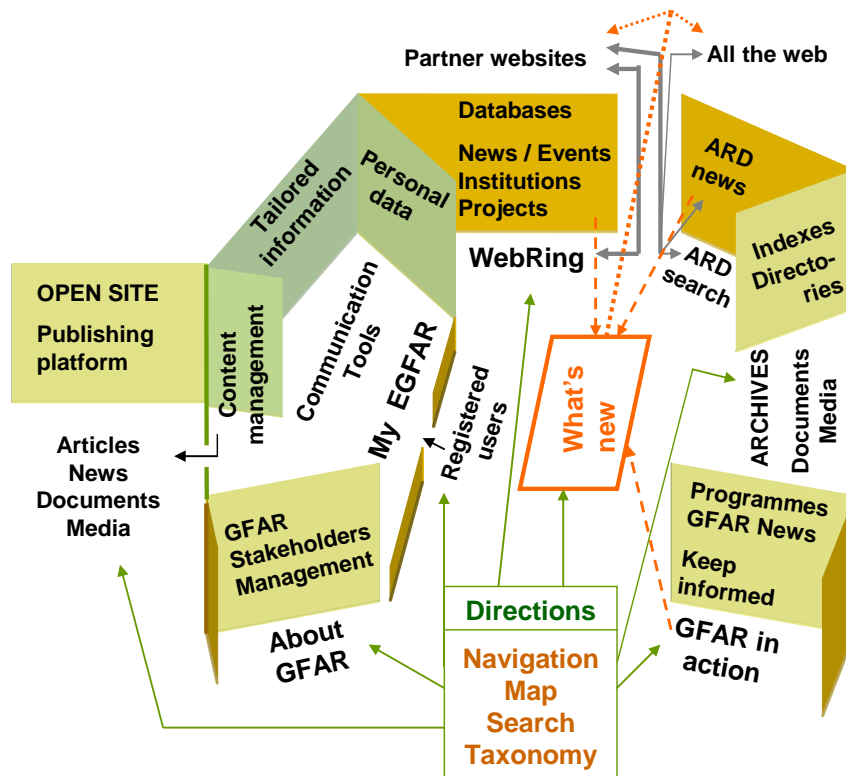 Partner websites
All the web
Databases
News / Events
Institutions
Projects
Tailored
information
Personal
data
ARD
news
Indexes
Directo-
ries
WebRing
ARD
search
OPEN SITE
Publishing
platform
Content
management
Communication
Tools
My EGFAR
Registered
users
What's
new
ARCHIVES
Documents
Media
Articles
News
Documents
Media
GFAR
Stakeholders
Management
About
GFAR
Programmes
GFAR News
Keep
informed
GFAR in
action
Directions
Navigation
Map
Search
Taxonomy